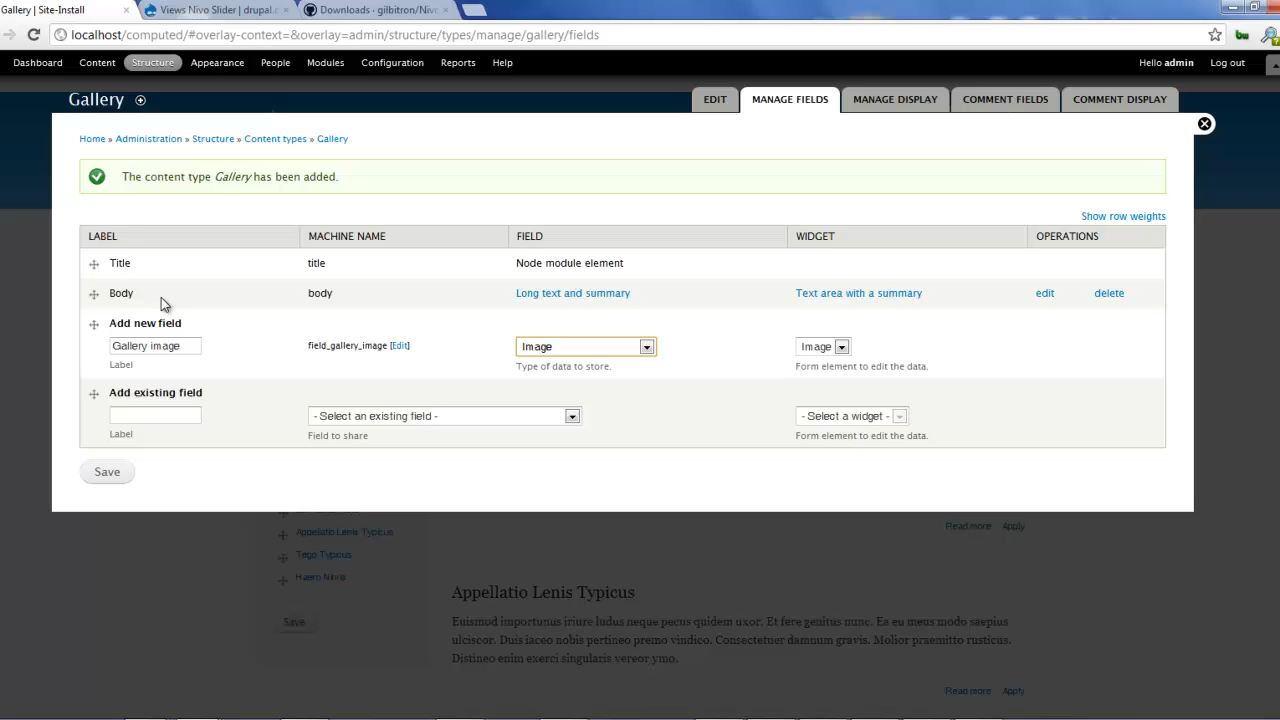 Gallery | Site-Install
Views Nivo Slider | drupal.
Downloads · gilbitron/Nivo
localhost/computed/#overlay-context=&overlay=admin/structure/types/manage/gallery/fields
Dashboard Content Structure Appearance People Modules Configuration Reports Help Hello admin Log out
Gallery EDIT MANAGE FIELDS MANAGE DISPLAY COMMENT FIELDS COMMENT DISPLAY
Home » Administration » Structure » Content types » Gallery
The content type Gallery has been added.
Show row weights
LABEL MACHINE NAME FIELD WIDGET OPERATIONS
Title title Node module element
Body body Long text and summary Text area with a summary edit delete
Add new field
Gallery image field_gallery_image [Edit] Image Image
Label Type of data to store. Form element to edit the data.
Add existing field
- Select an existing field - - Select a widget -
Label Field to share Form element to edit the data.
Save
Appellatio Lenis Typicus Read more Apply
Tego Typicus
Save
Appellatio Lenis Typicus
Euismod importunus iriure ludus neque pecus quidem uxor. Et fere genitus nunc. Ea eu meus modo saepius
ulciscor. Duis iaceo nobis pertineo premo vindico. Consectetuer damnum gravis. Molior praemitto rusticus.
Distineo enim exerci singularis vereor ymo.
Read more Apply